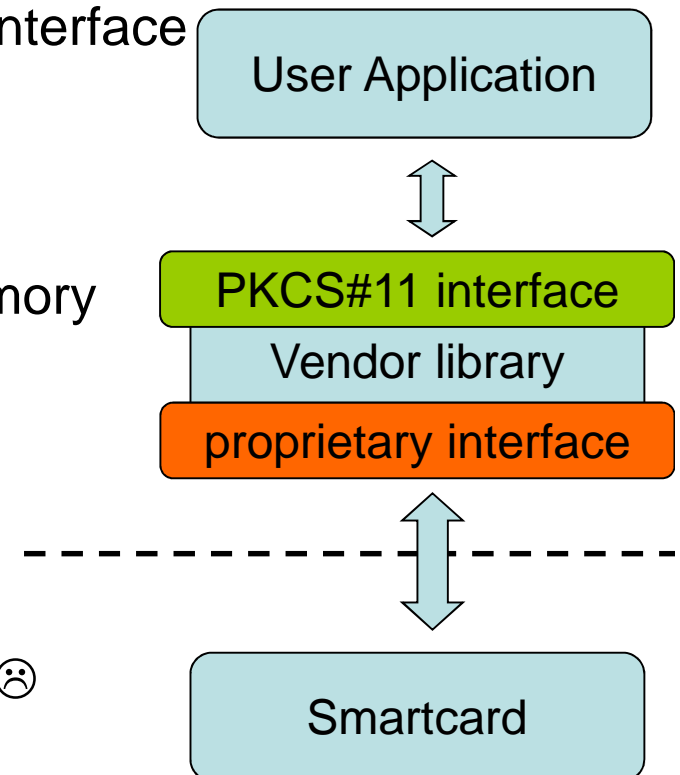 nterface
User Application
mory
PKCS#11 interface
Vendor library
proprietary interface
☹
Smartcard